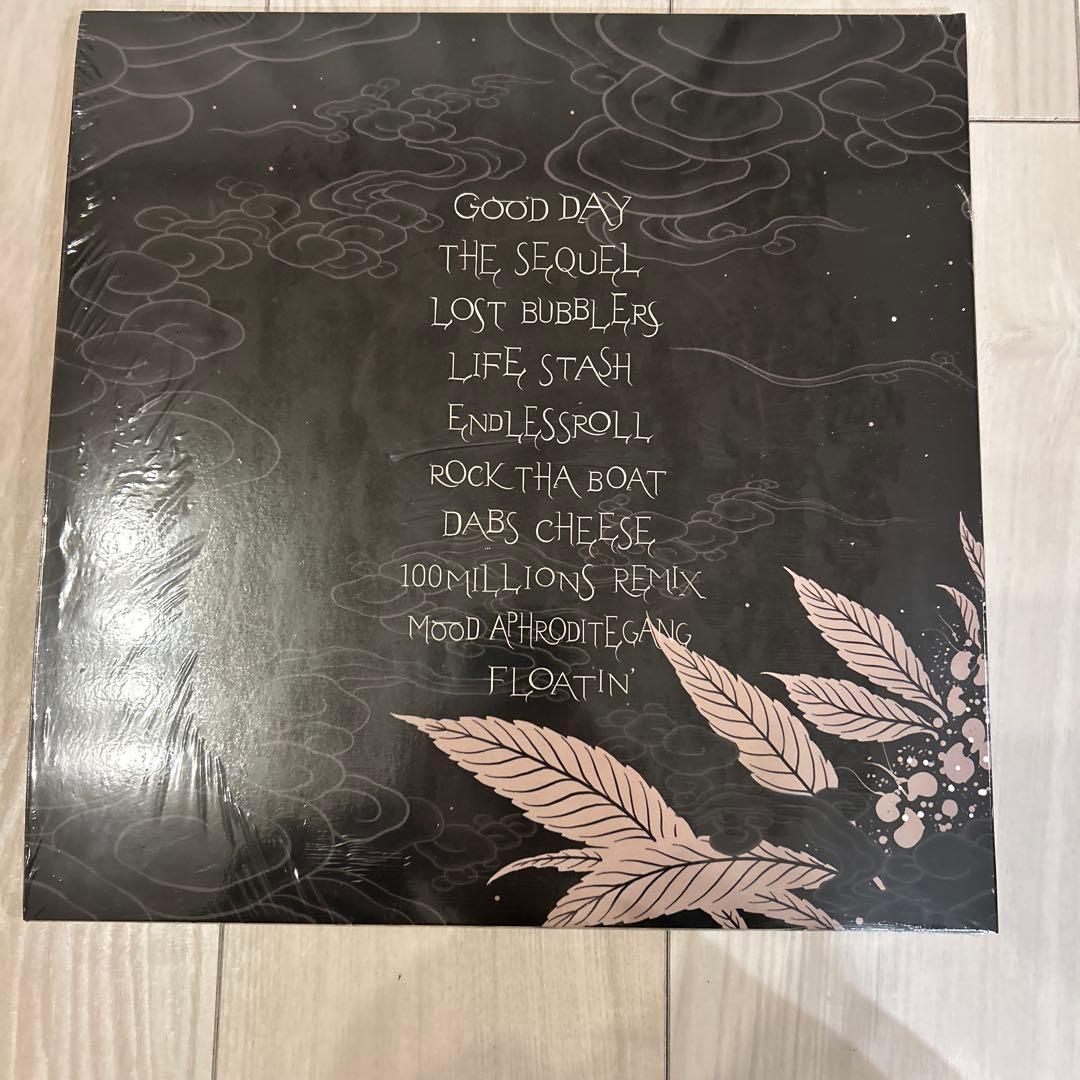 GOOD DAY
THE SEQUEL
LOST BUBBLERS
LIFE STASH
ENDLESSROLL
ROCK THA BOAT
DABS CHEESE
100MILLIONS REMIX
MOOD APHRODITEGANG
FLOATIN'